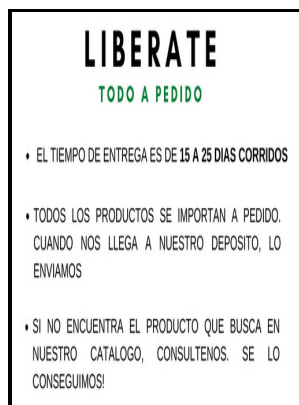 LIBERATE
TODO A PEDIDO
• EL TIEMPO DE ENTREGA ES DE 15 A 25 DIAS CORRIDOS
• TODOS LOS PRODUCTOS SE IMPORTAN A PEDIDO.
CUANDO NOS LLEGA A NUESTRO DEPOSITO, LO
ENVIAMOS
• SI NO ENCUENTRA EL PRODUCTO QUE BUSCA EN
NUESTRO CATALOGO, CONSULTENOS. SE LO
CONSEGUIMOS!